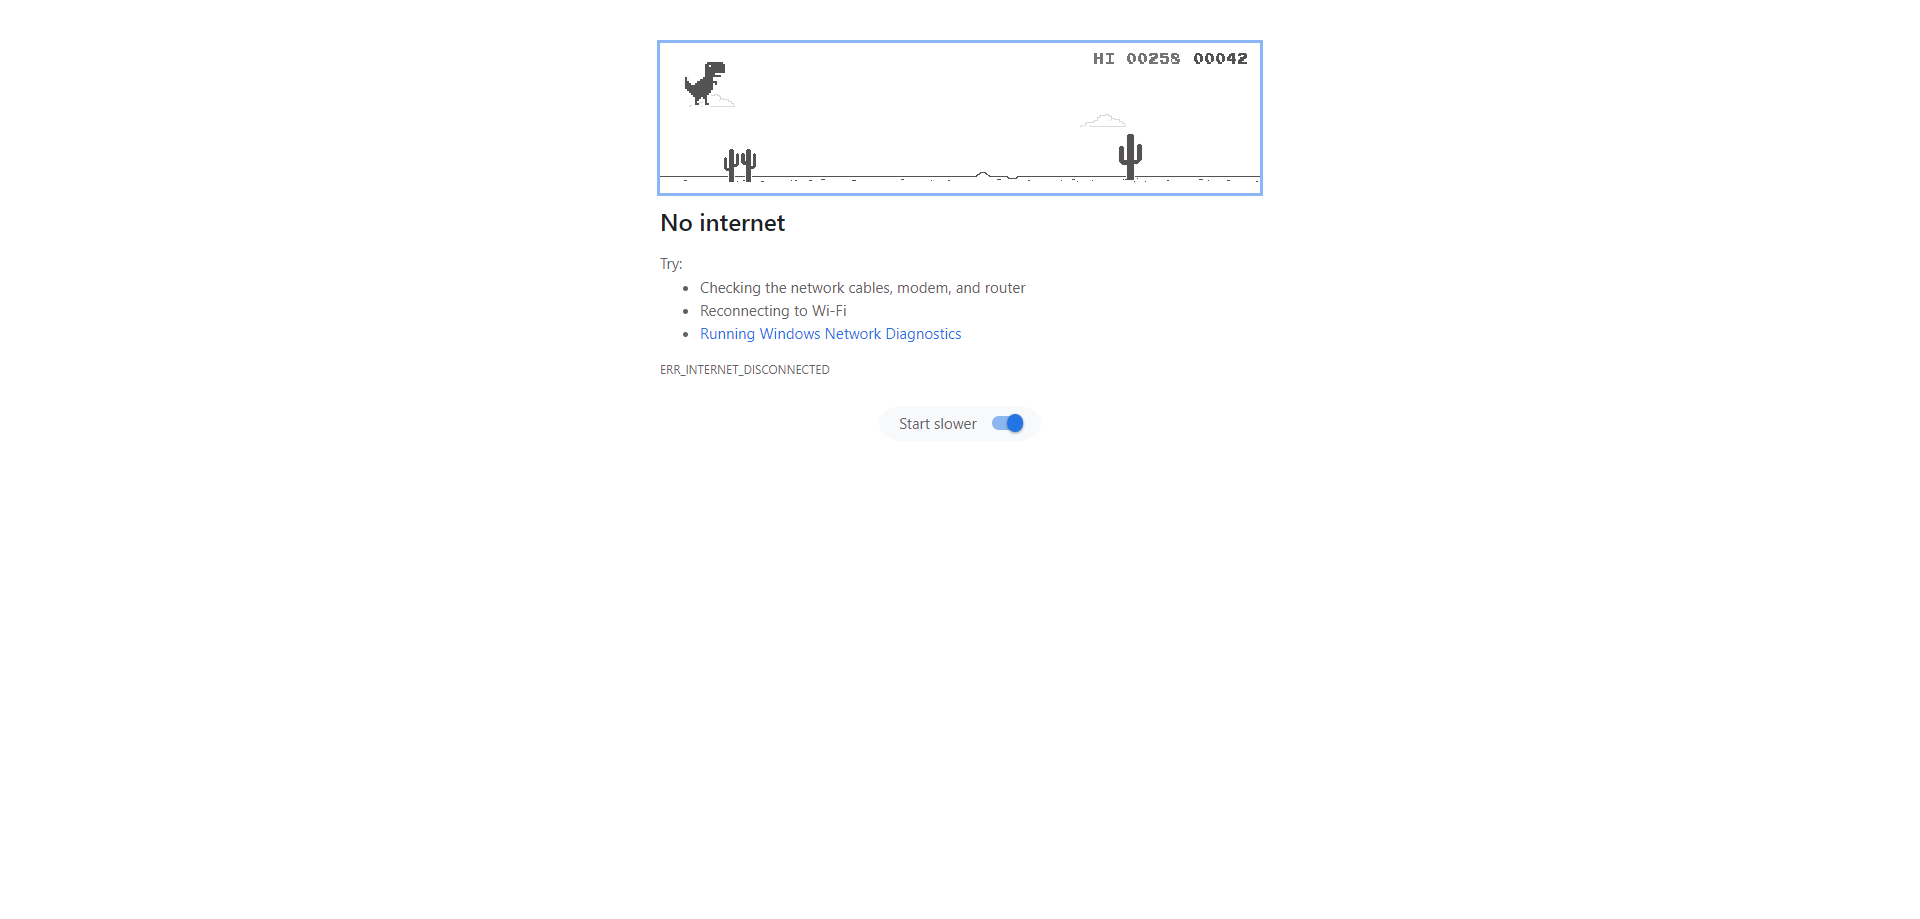 HI 00258 00042
No internet
Try:
Checking the network cables, modem, and router
Reconnecting to Wi-Fi
Running Windows Network Diagnostics
ERR_INTERNET_DISCONNECTED
Start slower